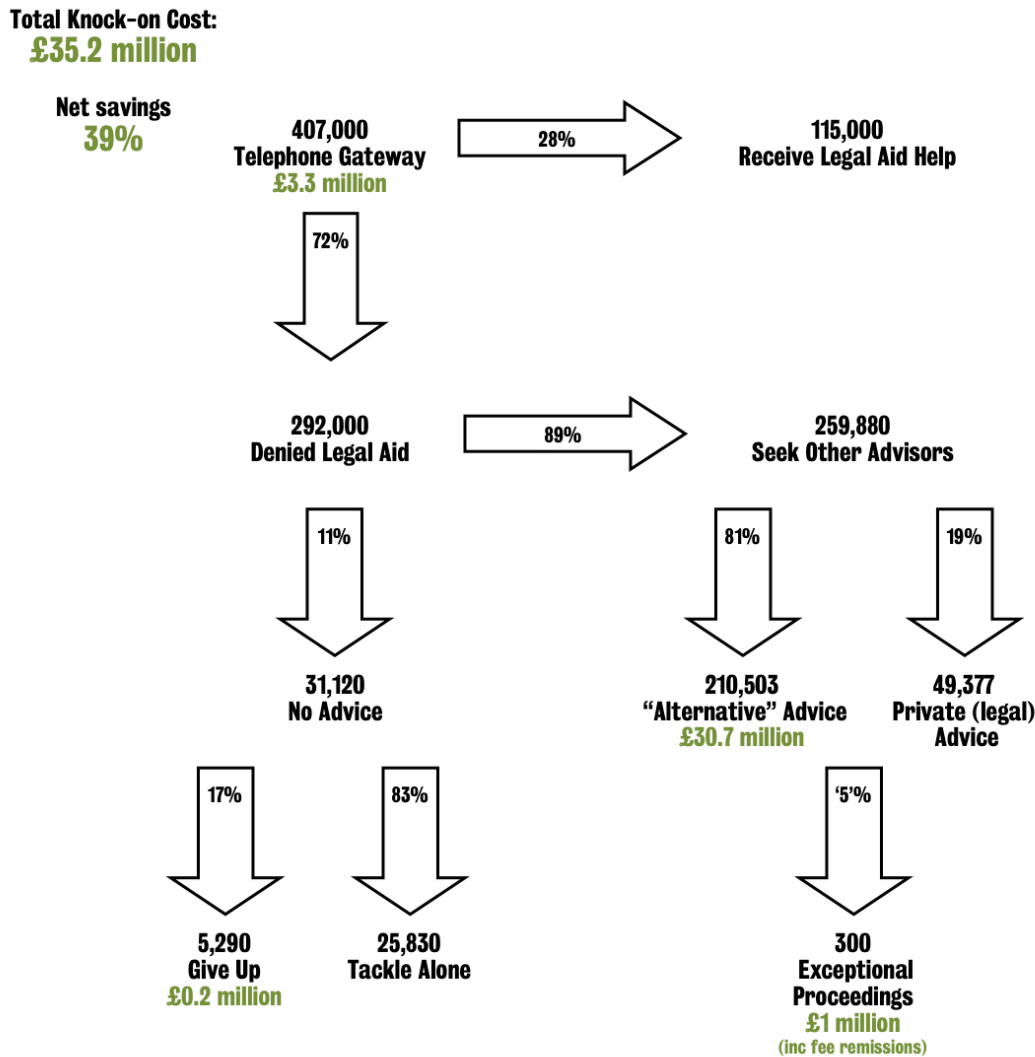 Total Knock-on Cost:
£35.2 million
Net savings
39%
407,000
Telephone Gateway
£3.3 million
28%
115,000
Receive Legal Aid Help
72%
292,000
Denied Legal Aid
89%
259,880
Seek Other Advisors
11%
81%
19%
31,120
No Advice
210,503
“Alternative” Advice
£30.7 million
49,377
Private (legal)
Advice
17%
83%
‘5’%
5,290
Give Up
£0.2 million
25,830
Tackle Alone
300
Exceptional
Proceedings
£1 million
(inc fee remissions)